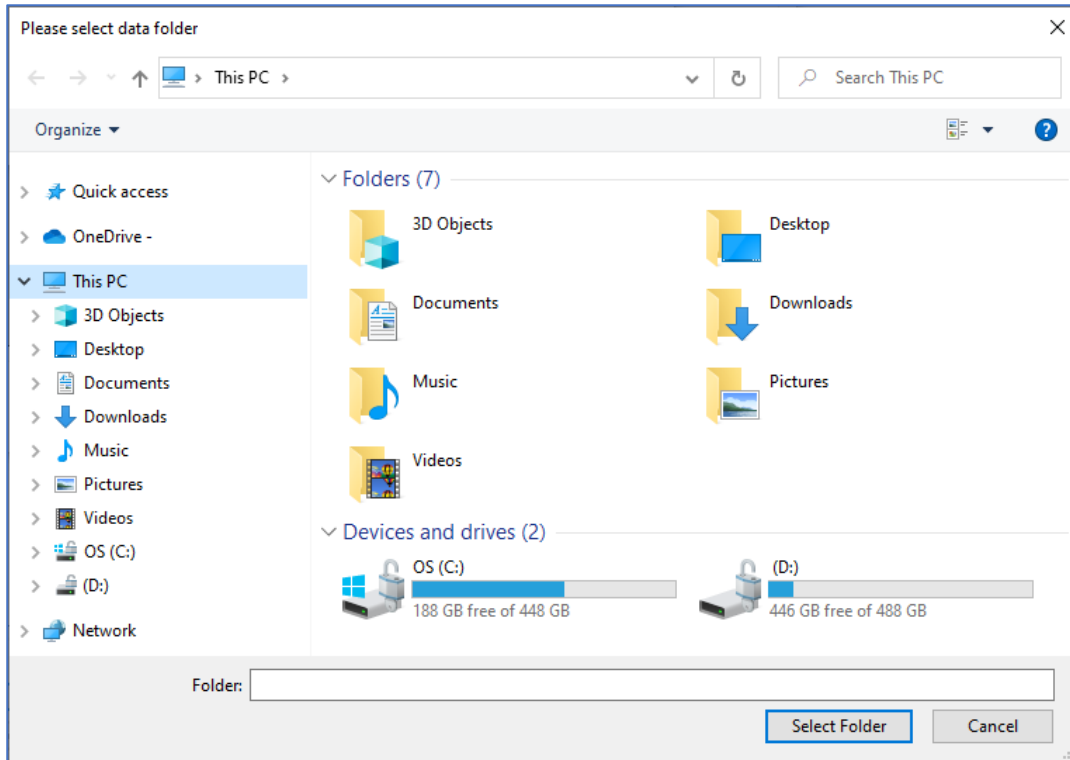 Please select data folder
This PC
Search This PC
Organize
Quick access
OneDrive -
This PC
3D Objects
Desktop
Documents
Downloads
Music
Pictures
Videos
OS (C:)
(D:)
Network
Folders (7)
3D Objects
Desktop
Documents
Downloads
Music
Pictures
Videos
Devices and drives (2)
OS (C:)
188 GB free of 448 GB
(D:)
446 GB free of 488 GB
Folder:
Select Folder
Cancel